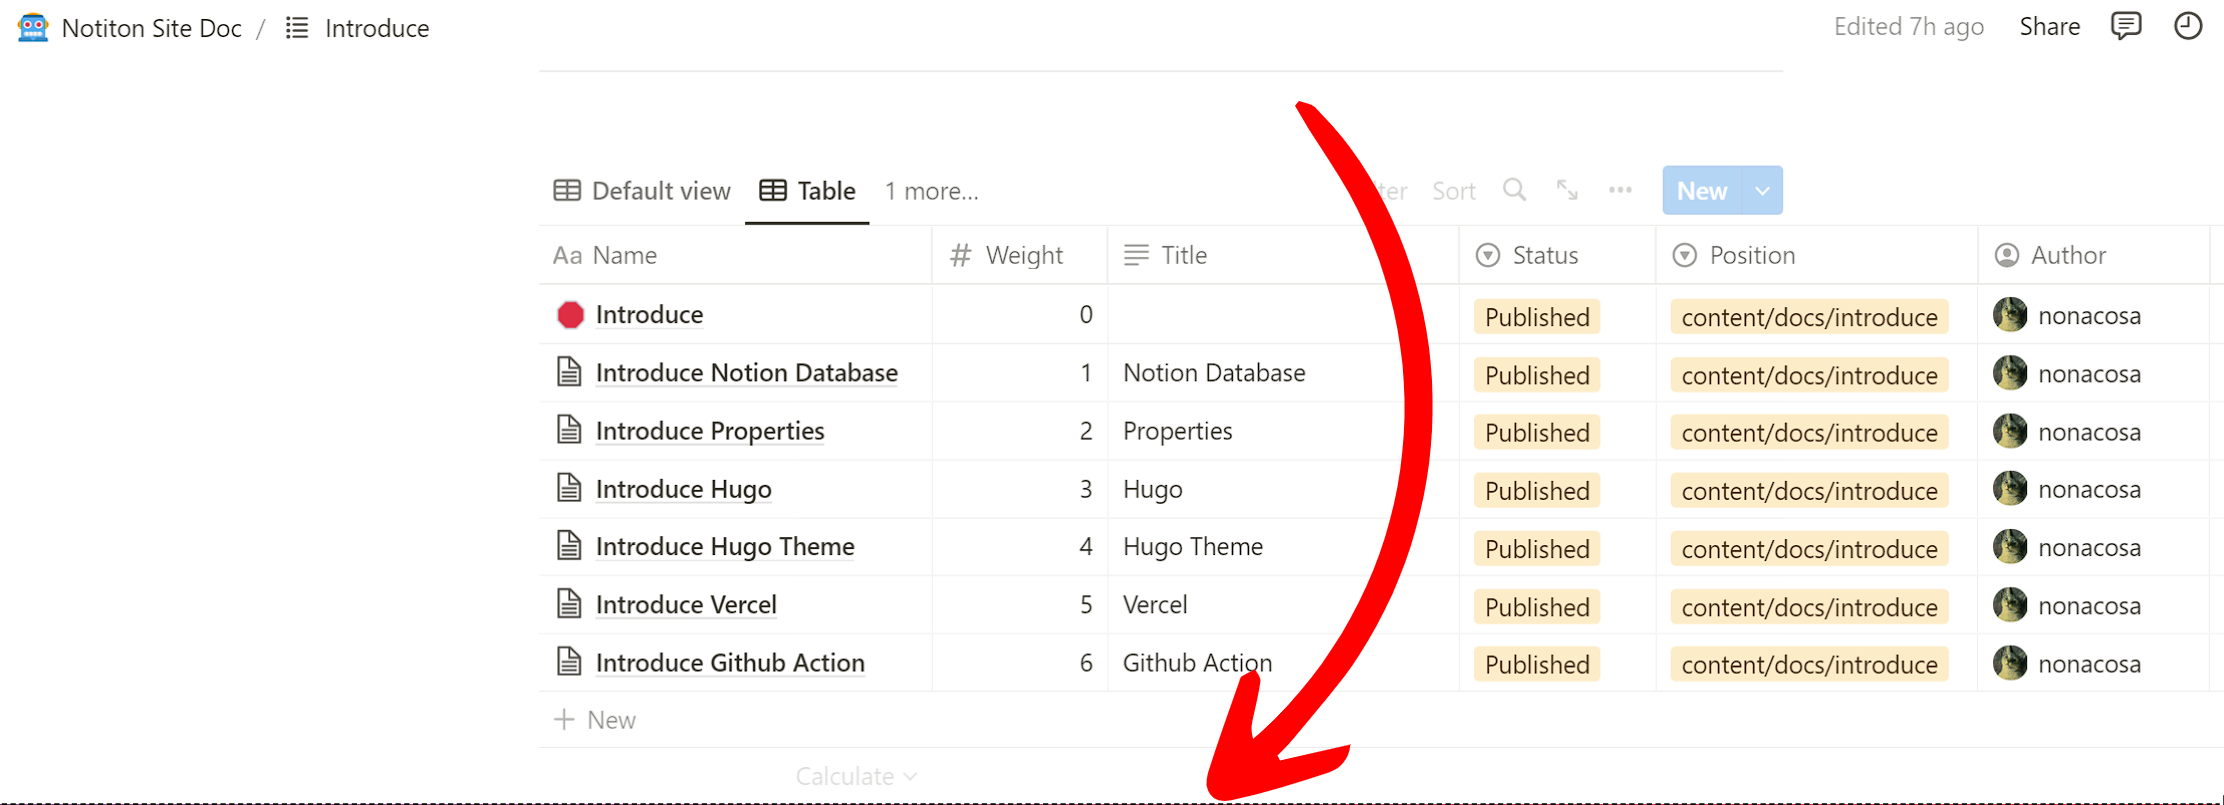 Notiton Site Doc / Introduce Edited 7h ago Share
Default view Table 1 more... Sort New
Aa Name # Weight Title Status Position Author
Introduce 0 Published content/docs/introduce nonacosa
Introduce Notion Database 1 Notion Database Published content/docs/introduce nonacosa
Introduce Properties 2 Properties Published content/docs/introduce nonacosa
Introduce Hugo 3 Hugo Published content/docs/introduce nonacosa
Introduce Hugo Theme 4 Hugo Theme Published content/docs/introduce nonacosa
Introduce Vercel 5 Vercel Published content/docs/introduce nonacosa
Introduce Github Action 6 Github Action Published content/docs/introduce nonacosa
+ New
Calculate